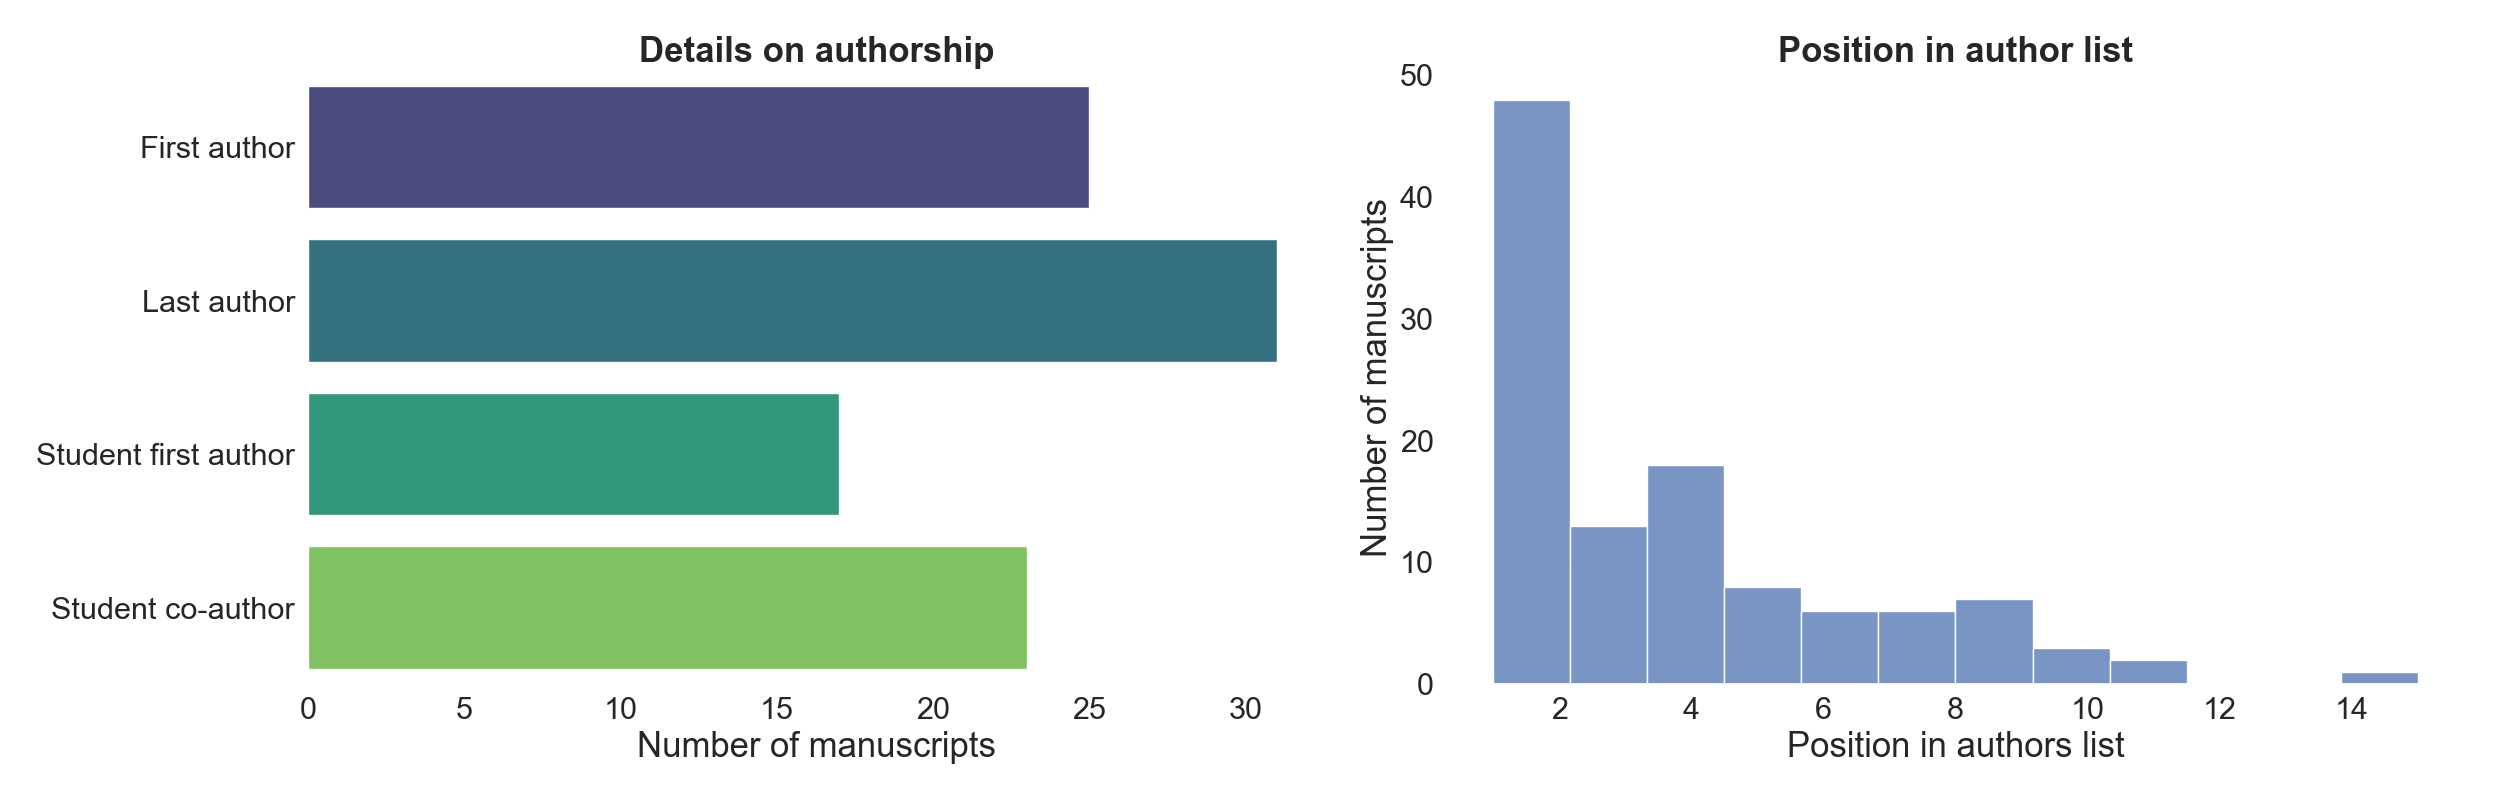 Details on authorship
First author
Last author
Student first author
Student co-author
0 5 10 15 20 25 30
Number of manuscripts
Position in author list
50
40
30
20
10
0
Number of manuscripts
2 4 6 8 10 12 14
Position in authors list